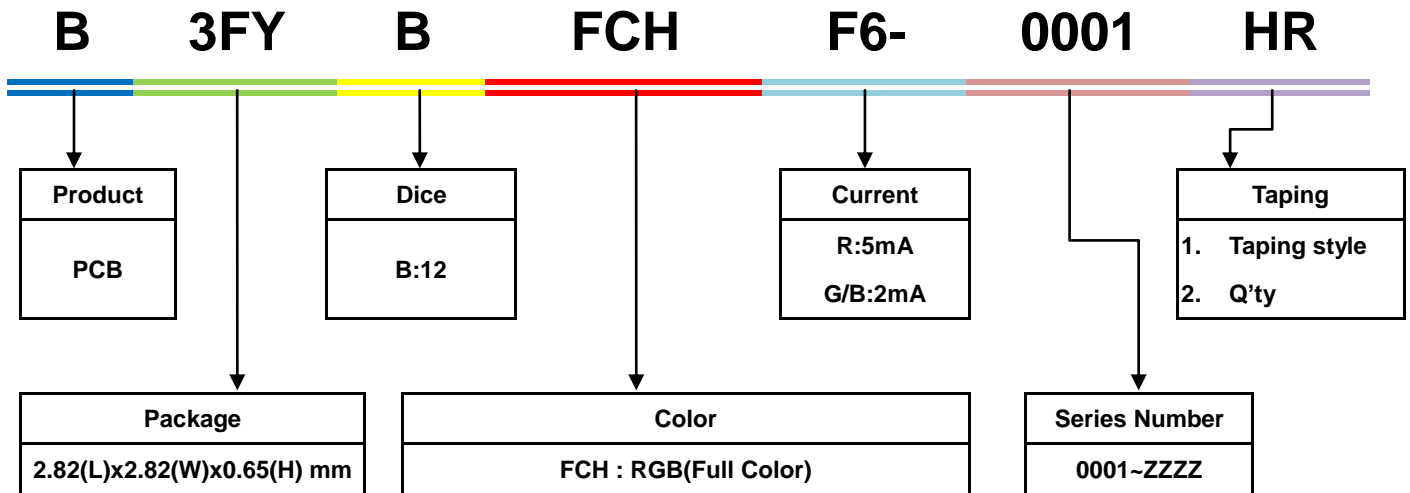 B 3FY B FCH F6- 0001 HR
Product
PCB
Dice
B:12
Current
R:5mA
G/B:2mA
Taping
1. Taping style
2. Q’ty
Package
2.82(L)x2.82(W)x0.65(H) mm
Color
FCH : RGB(Full Color)
Series Number
0001~ZZZZ